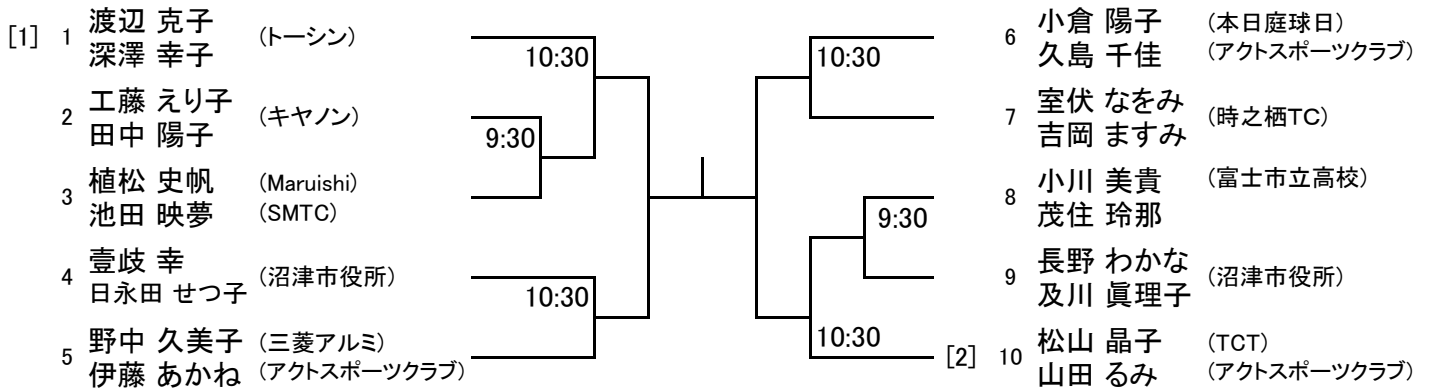 [1] 1 渡辺 克子 (トーシン)
深澤 幸子
10:30
2 工藤 えり子 (キヤノン)
田中 陽子
9:30
3 植松 史帆 (Maruishi)
池田 映夢 (SMTC)
4 壹岐 幸 (沼津市役所)
日永田 せつ子
10:30
5 野中 久美子 (三菱アルミ)
伊藤 あかね (アクトスポーツクラブ)
6 小倉 陽子 (本日庭球日)
久島 千佳 (アクトスポーツクラブ)
10:30
7 室伏 なをみ (時之栖TC)
吉岡 ますみ
8 小川 美貴 (富士市立高校)
茂住 玲那
9:30
9 長野 わかな (沼津市役所)
及川 眞理子
10:30
[2] 10 松山 晶子 (TCT)
山田 るみ (アクトスポーツクラブ)